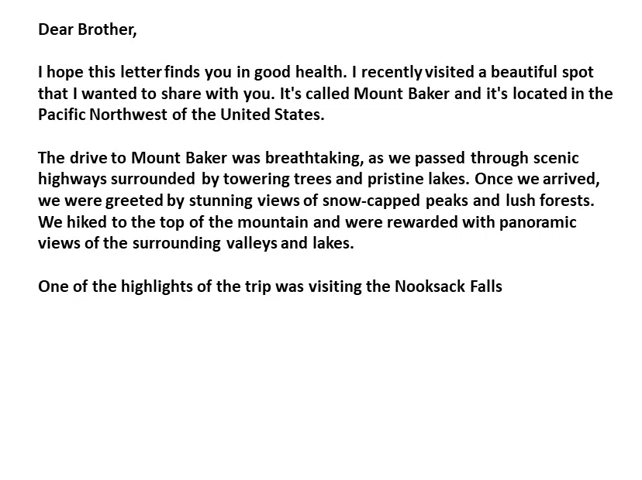 Dear Brother,
I hope this letter finds you in good health. I recently visited a beautiful spot
that I wanted to share with you. It's called Mount Baker and it's located in the
Pacific Northwest of the United States.
The drive to Mount Baker was breathtaking, as we passed through scenic
highways surrounded by towering trees and pristine lakes. Once we arrived,
we were greeted by stunning views of snow-capped peaks and lush forests.
We hiked to the top of the mountain and were rewarded with panoramic
views of the surrounding valleys and lakes.
One of the highlights of the trip was visiting the Nooksack Falls